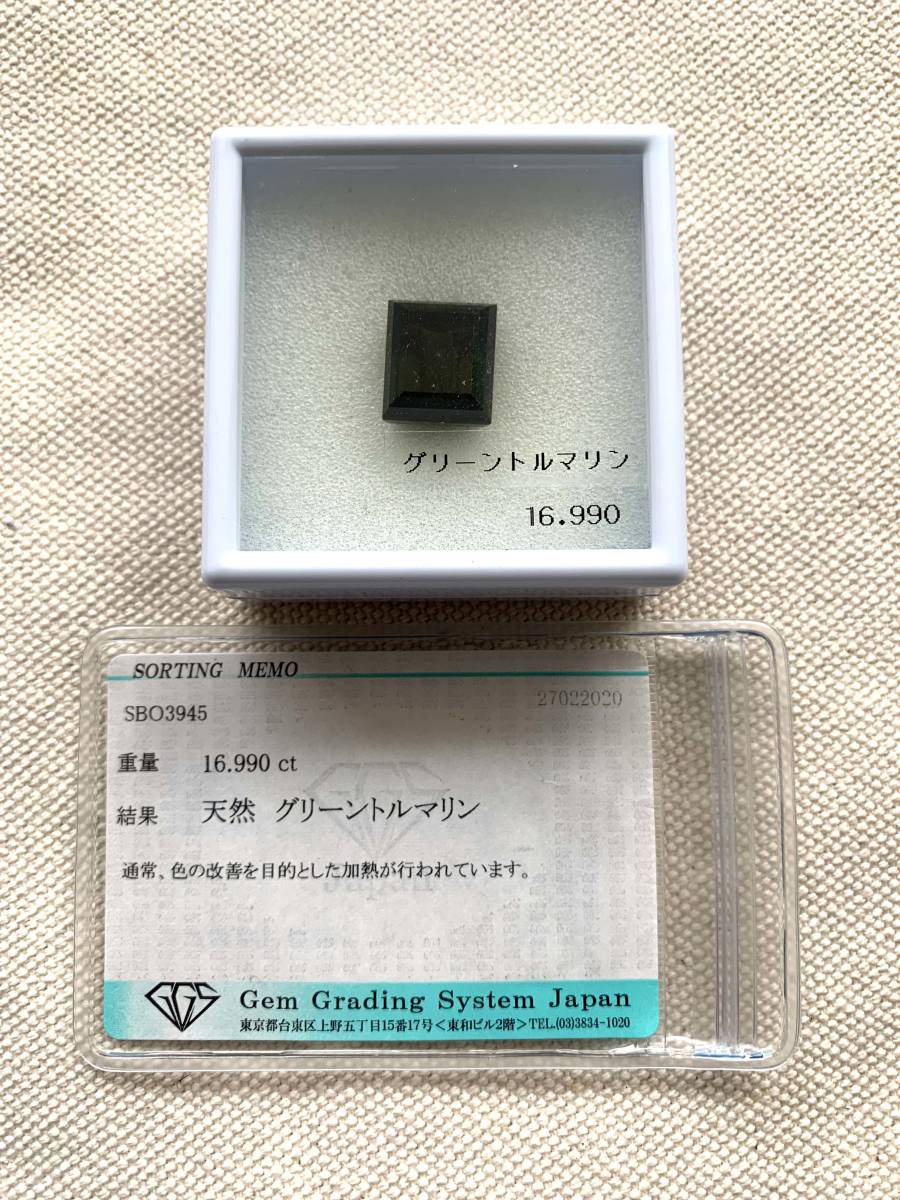 グリーントルマリン
16.990
SORTING MEMO
27022020
SBO3945
重量 16.990 ct
結果 天然 グリーントルマリン
通常、色の改善を目的とした加熱が行われています。
GGS
Gem Grading System Japan
東京都台東区上野五丁目15番17号＜東和ビル2階＞TEL.(03)3834-1020